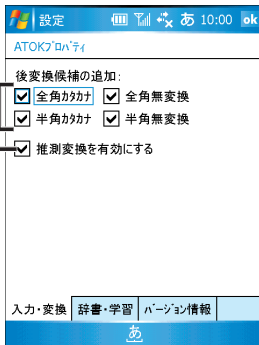 設定 あ 10:00 ok
ATOKﾌﾟﾛﾊﾟﾃｨ
後変換候補の追加:
全角カタカナ 全角無変換
半角ｶﾀｶﾅ 半角無変換
推測変換を有効にする
入力・変換 辞書・学習 ﾊﾞｰｼﾞｮﾝ情報
あ